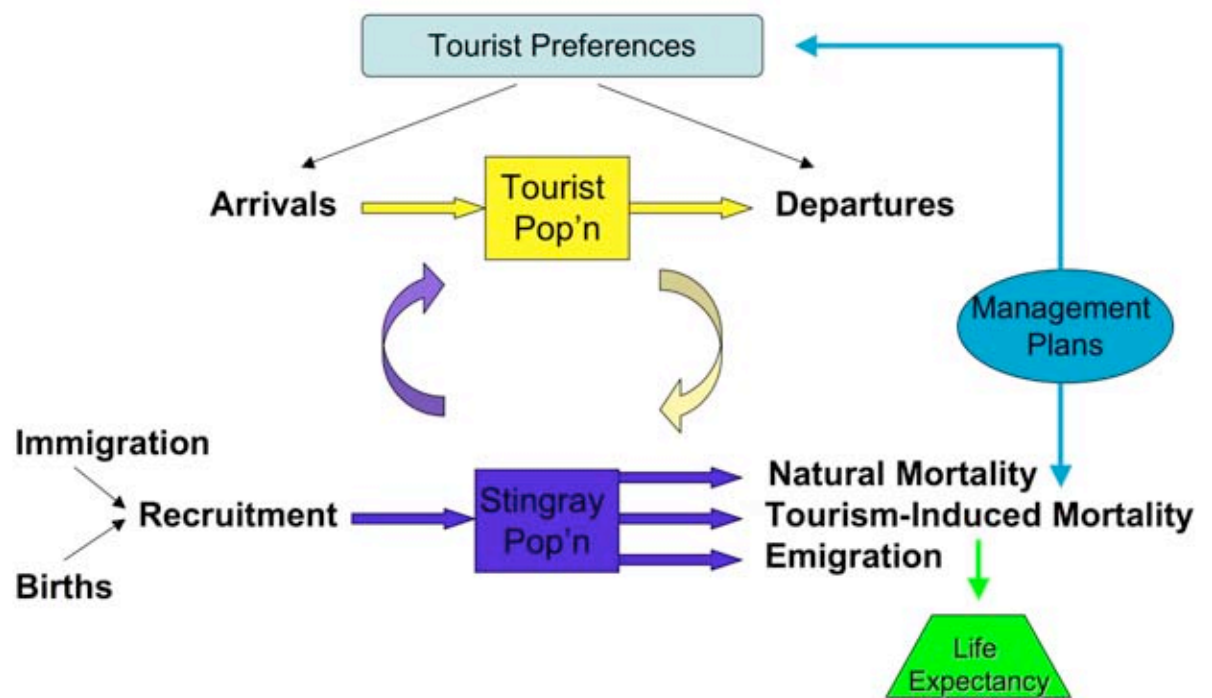 Tourist Preferences
Arrivals
Tourist
Pop'n
Departures
Management
Plans
Immigration
Recruitment
Births
Stingray
Pop'n
Natural Mortality
Tourism-Induced Mortality
Emigration
Life
Expectancy